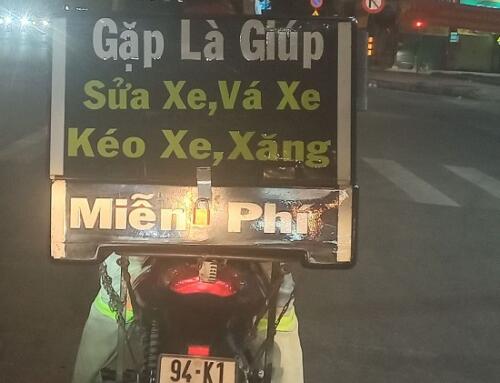 Gặp Là Giúp
Sửa Xe,Vá Xe
Kéo Xe,Xăng
Miễn Phí
94-K1